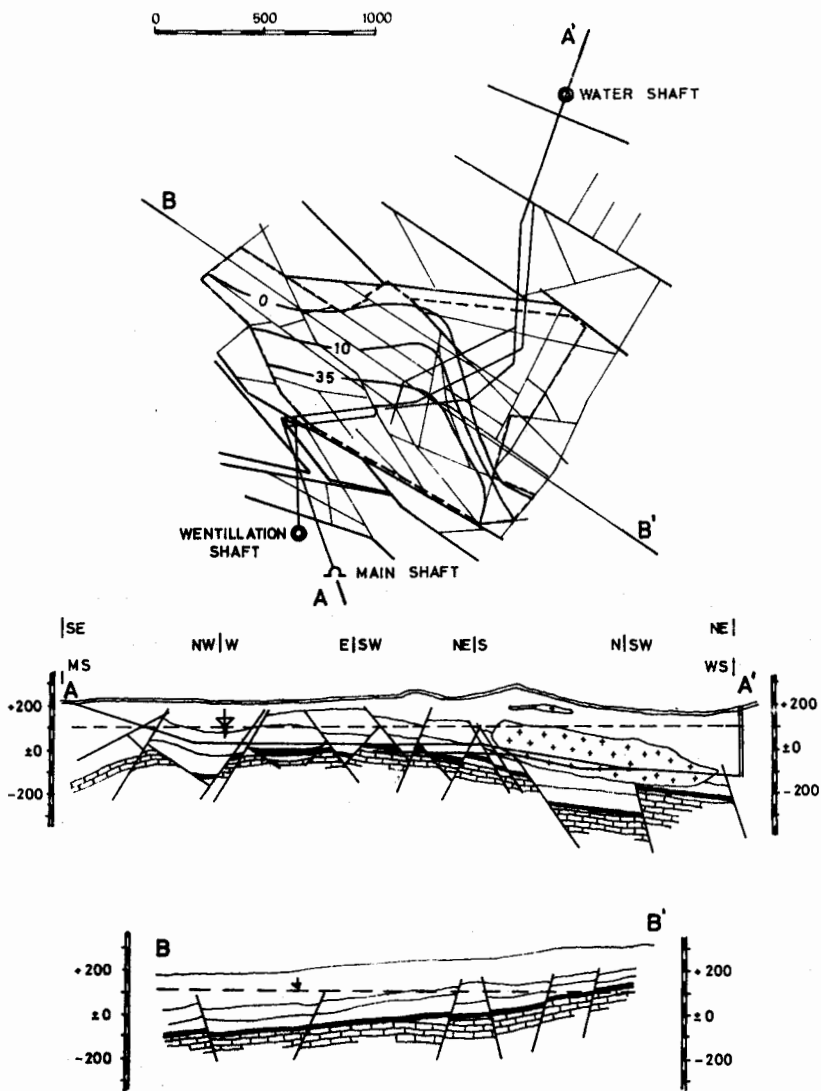 0 500 1000
A'
WATER SHAFT
B
0
10
35
B'
WENTILLATION
SHAFT
MAIN SHAFT
A
SE NW W E SW NE S N SW NE
MS WS
A A'
+200 +200
±0 ±0
-200 -200
B B'
+200 +200
±0 ±0
-200 -200